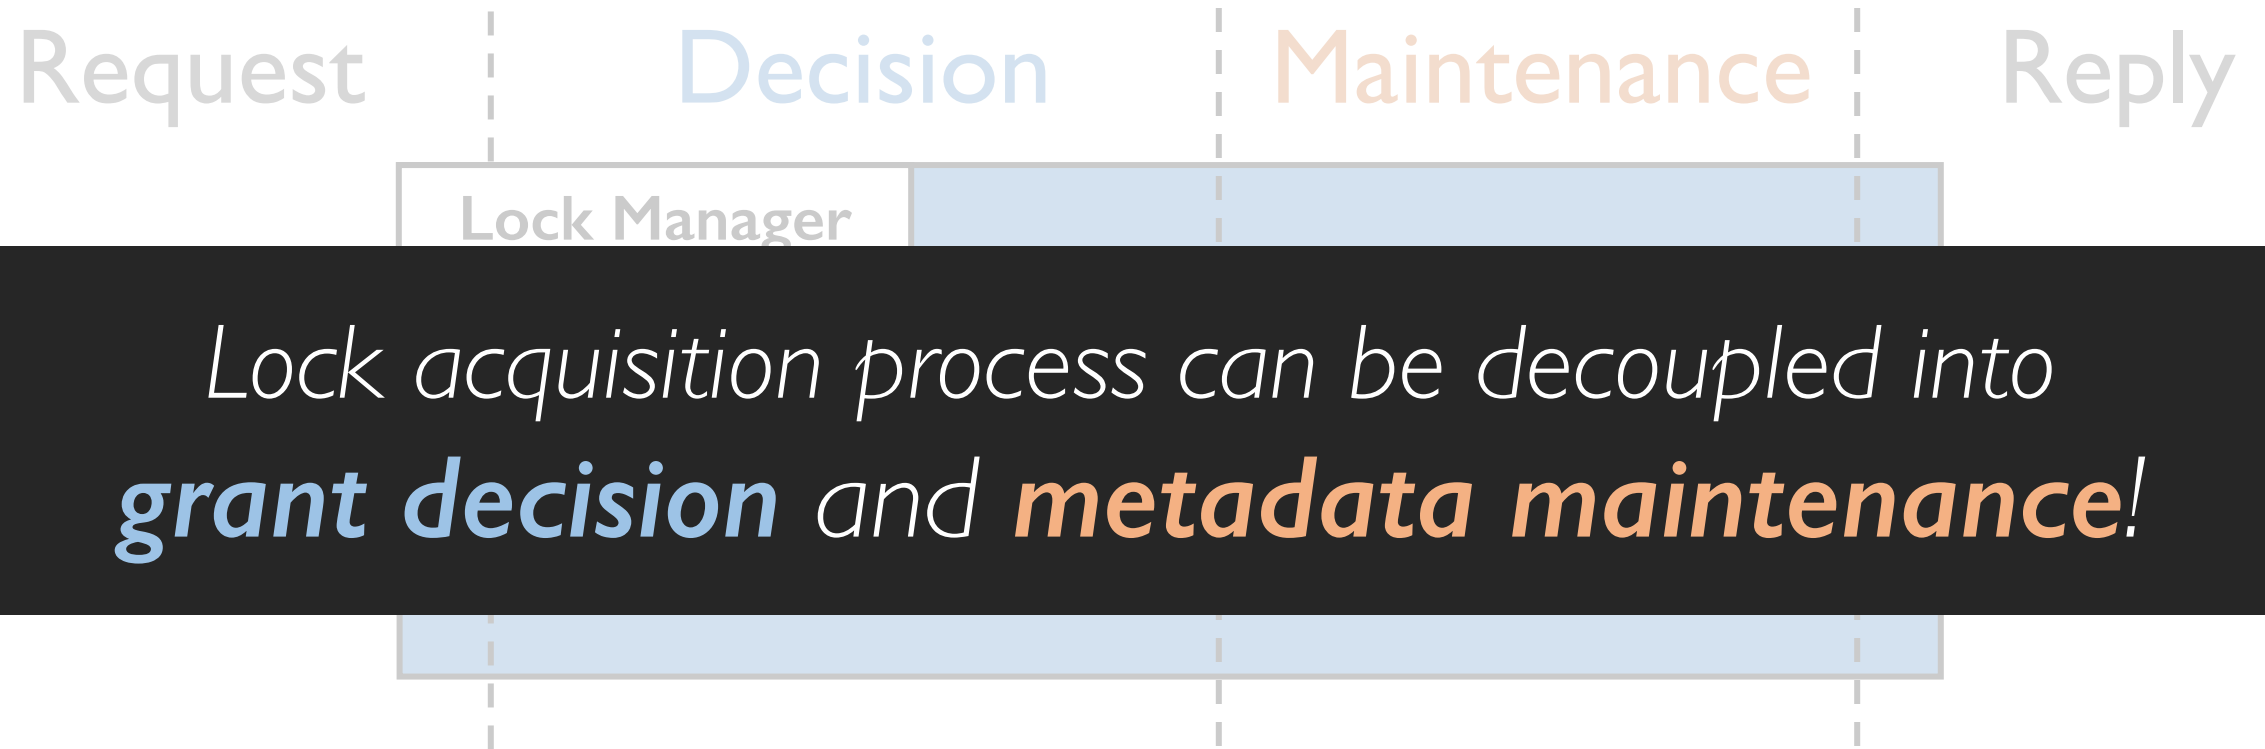 Request Decision Maintenance Reply
Lock Manager
Lock acquisition process can be decoupled into
grant decision and metadata maintenance!